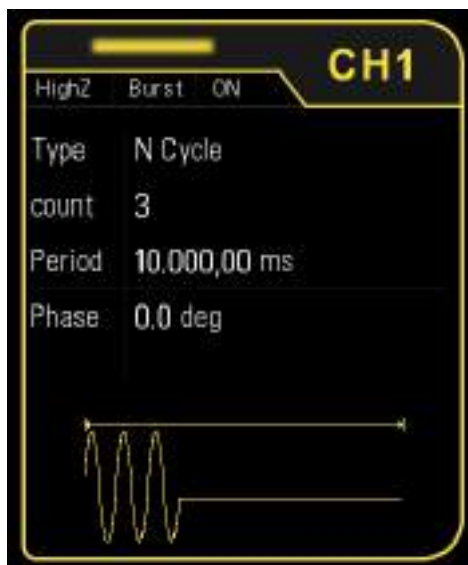 CH1
HighZ Burst ON
Type N Cycle
count 3
Period 10.000,00 ms
Phase 0.0 deg